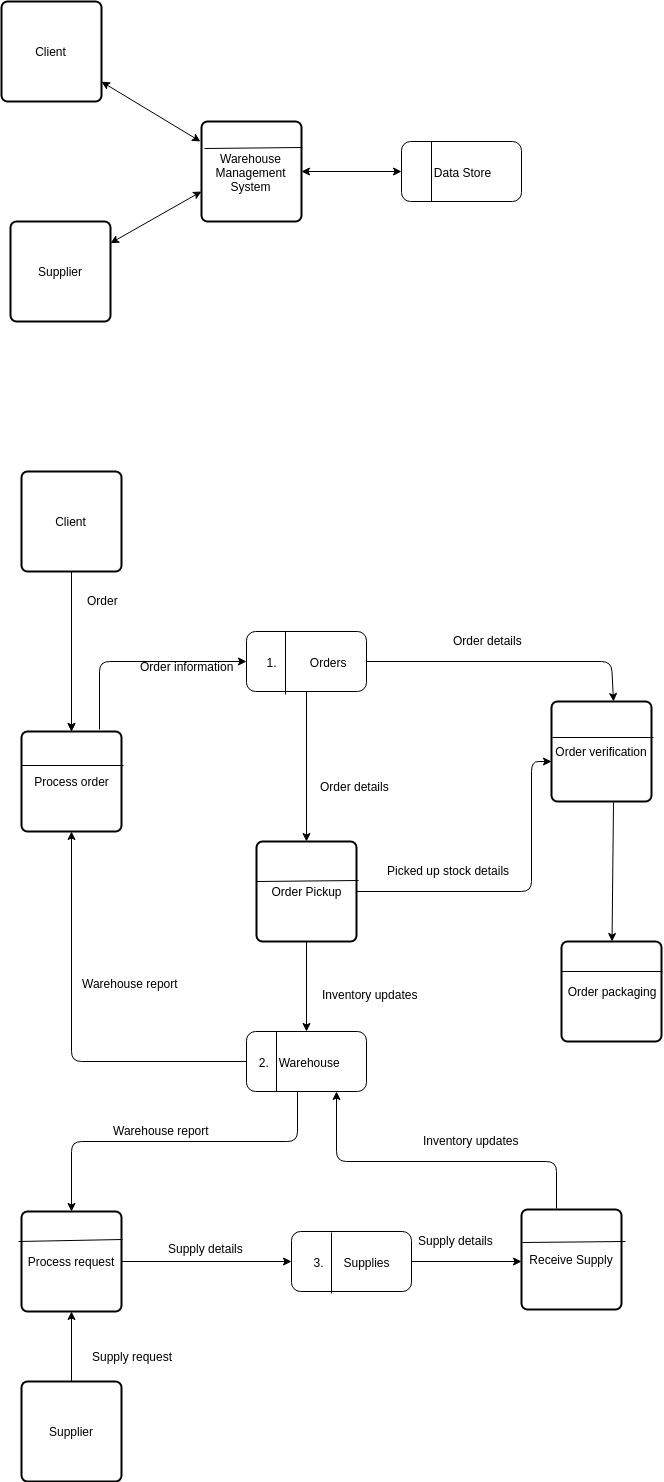 Client
Warehouse
Management
System
Data Store
Supplier
Client
Order
Order information
1.
Orders
Order details
Order verification
Process order
Order details
Picked up stock details
Order Pickup
Warehouse report
Inventory updates
Order packaging
2.
Warehouse
Warehouse report
Inventory updates
Process request
Supply details
3.
Supplies
Supply details
Receive Supply
Supply request
Supplier